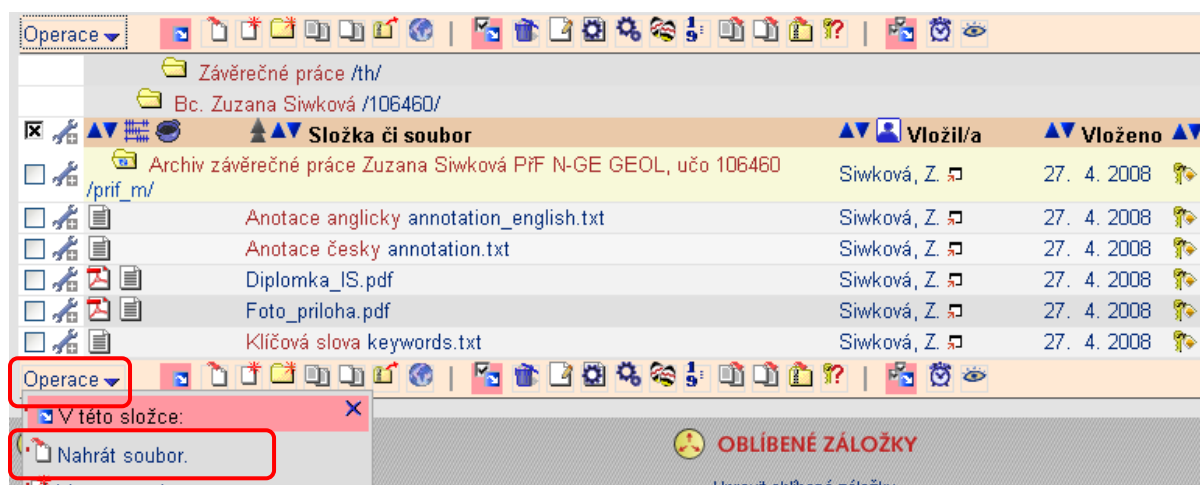 Operace
Závěrečné práce /th/
Bc. Zuzana Siwková /106460/
Složka či soubor Vložil/a Vloženo
Archiv závěrečné práce Zuzana Siwková PřF N-GE GEOL, učo 106460
/prif_m/ Siwková, Z. 27. 4. 2008
Anotace anglicky annotation_english.txt Siwková, Z. 27. 4. 2008
Anotace česky annotation.txt Siwková, Z. 27. 4. 2008
Diplomka_IS.pdf Siwková, Z. 27. 4. 2008
Foto_priloha.pdf Siwková, Z. 27. 4. 2008
Klíčová slova keywords.txt Siwková, Z. 27. 4. 2008
Operace
V této složce:
Nahrát soubor.
OBLÍBENÉ ZÁLOŽKY